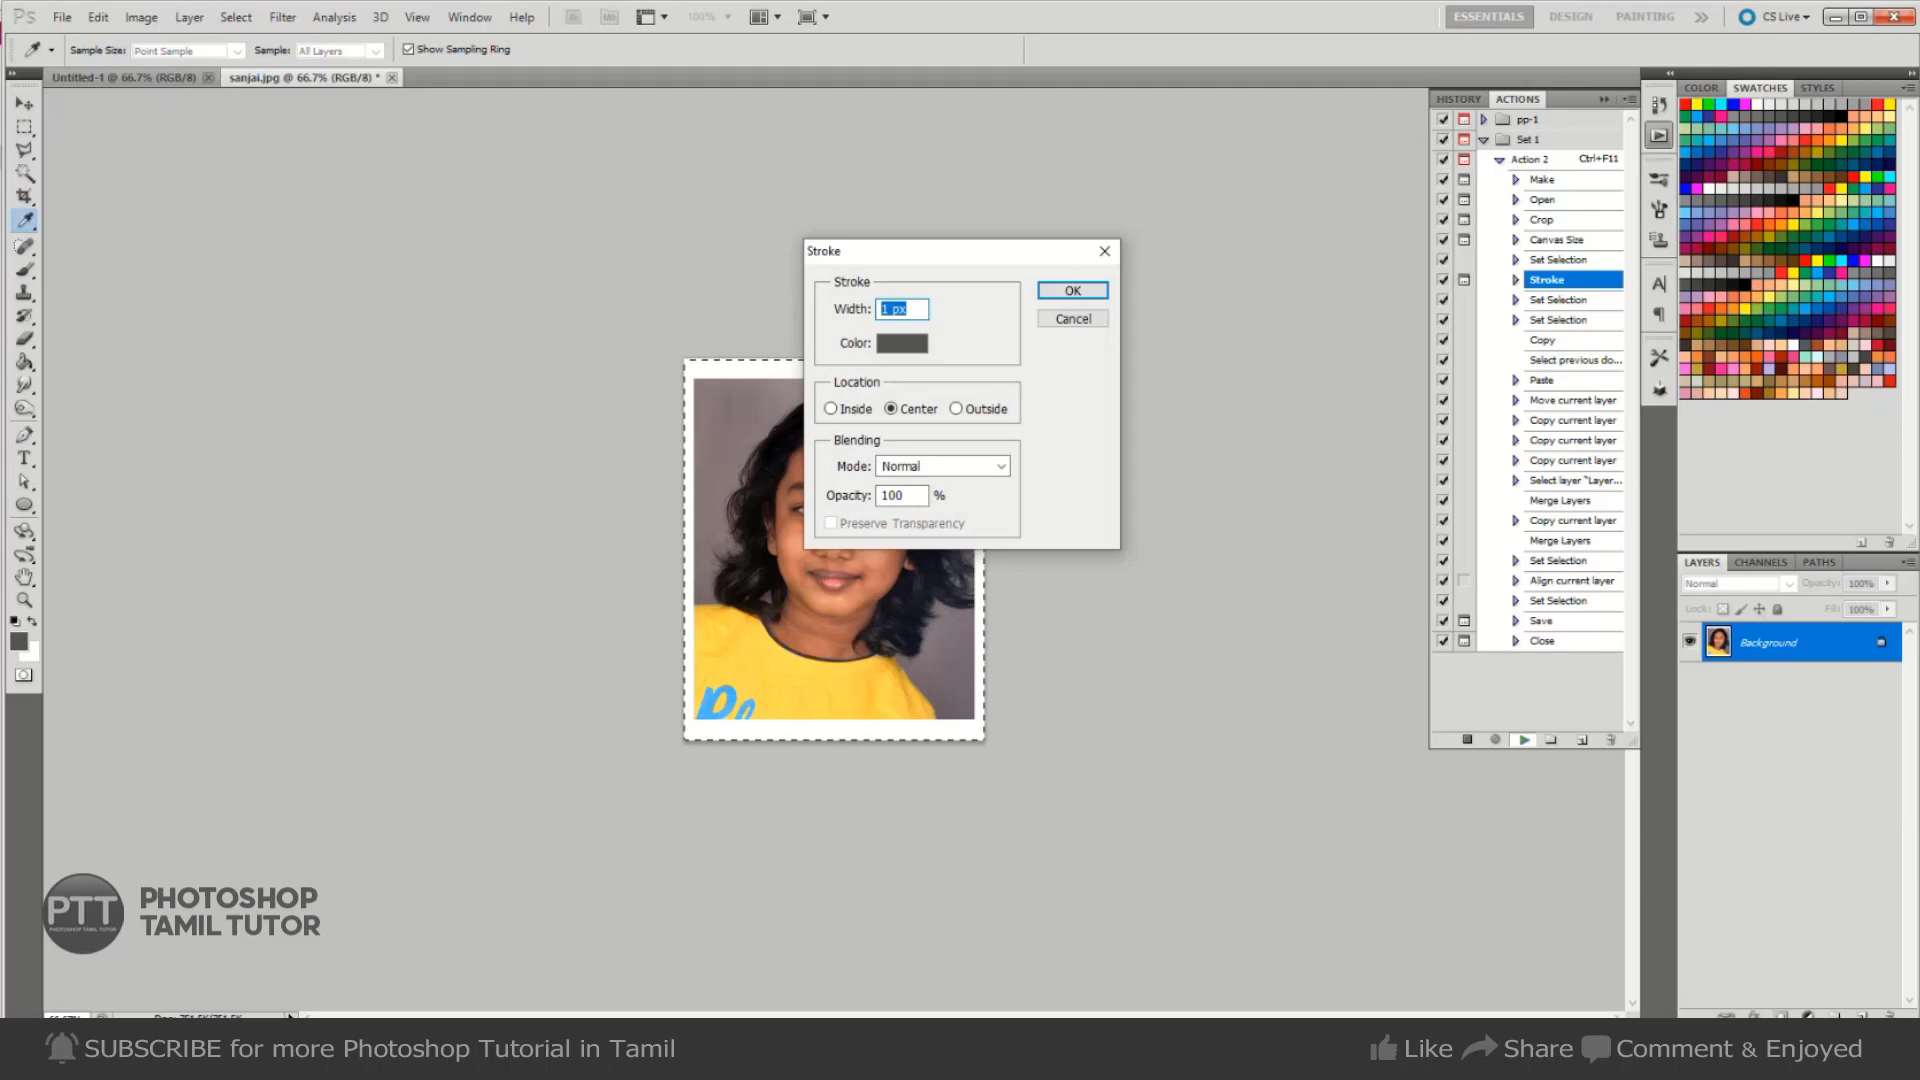 Ps File Edit Image Layer Select Filter Analysis 3D View Window Help Br Mb 100% ESSENTIALS DESIGN PAINTING CS Live
Sample Size: Point Sample Sample: All Layers Show Sampling Ring
Untitled-1 @ 66.7% (RGB/8) sanjai.jpg @ 66.7% (RGB/8) *
HISTORY ACTIONS
pp-1
Set 1
Action 2 Ctrl+F11
Make
Open
Crop
Canvas Size
Set Selection
Stroke
Set Selection
Set Selection
Copy
Select previous do...
Paste
Move current layer
Copy current layer
Copy current layer
Copy current layer
Select layer "Layer...
Merge Layers
Copy current layer
Merge Layers
Set Selection
Align current layer
Set Selection
Save
Close
COLOR SWATCHES STYLES
LAYERS CHANNELS PATHS
Normal Opacity: 100%
Lock: Fill: 100%
Background
Stroke
Stroke
Width: 1 px
Color:
OK
Cancel
Location
Inside Center Outside
Blending
Mode: Normal
Opacity: 100 %
Preserve Transparency
PTT
PHOTOSHOP TAMIL TUTOR
PHOTOSHOP
TAMIL TUTOR
SUBSCRIBE for more Photoshop Tutorial in Tamil
Like Share Comment & Enjoyed